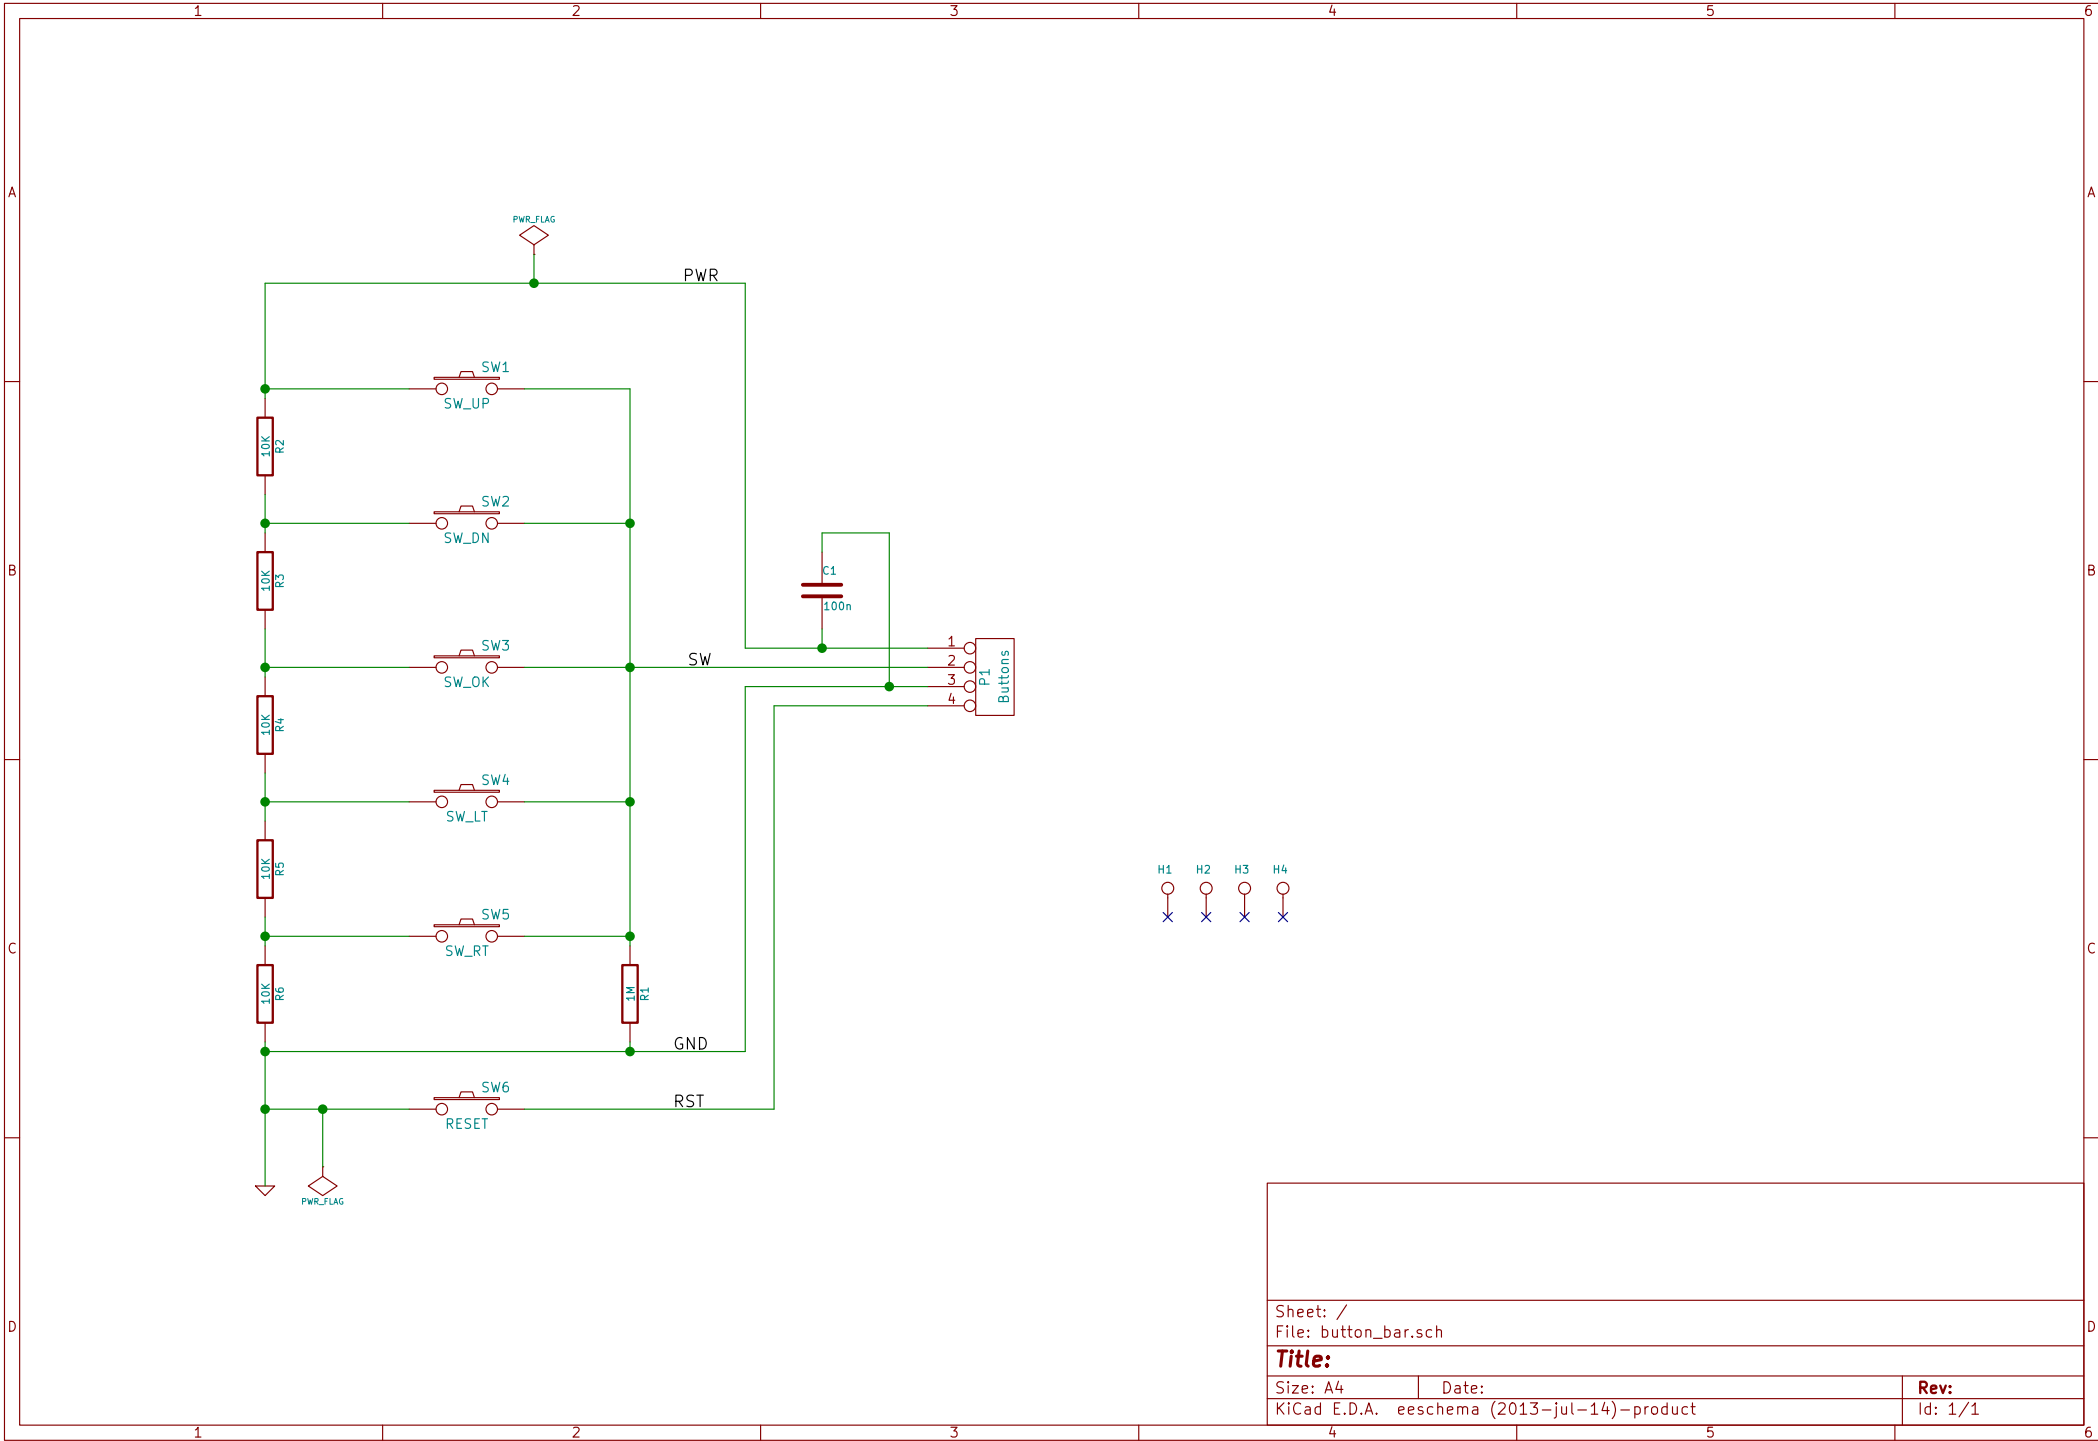 1 2 3 4 5 6
A A
PWR_FLAG
PWR
SW1
SW_UP
10K R2
SW2
SW_DN
B B
10K R3
C1
100n
SW3
SW_OK
SW
1
2
3
4
P1
Buttons
10K R4
SW4
SW_LT
10K R5
H1 H2 H3 H4
SW5
SW_RT
C C
10K R6
1M R1
GND
SW6
RESET
RST
PWR_FLAG
Sheet: /
File: button_bar.sch
D D
Title:
Size: A4 Date: Rev:
KiCad E.D.A. eeschema (2013-jul-14)-product Id: 1/1
1 2 3 4 5 6